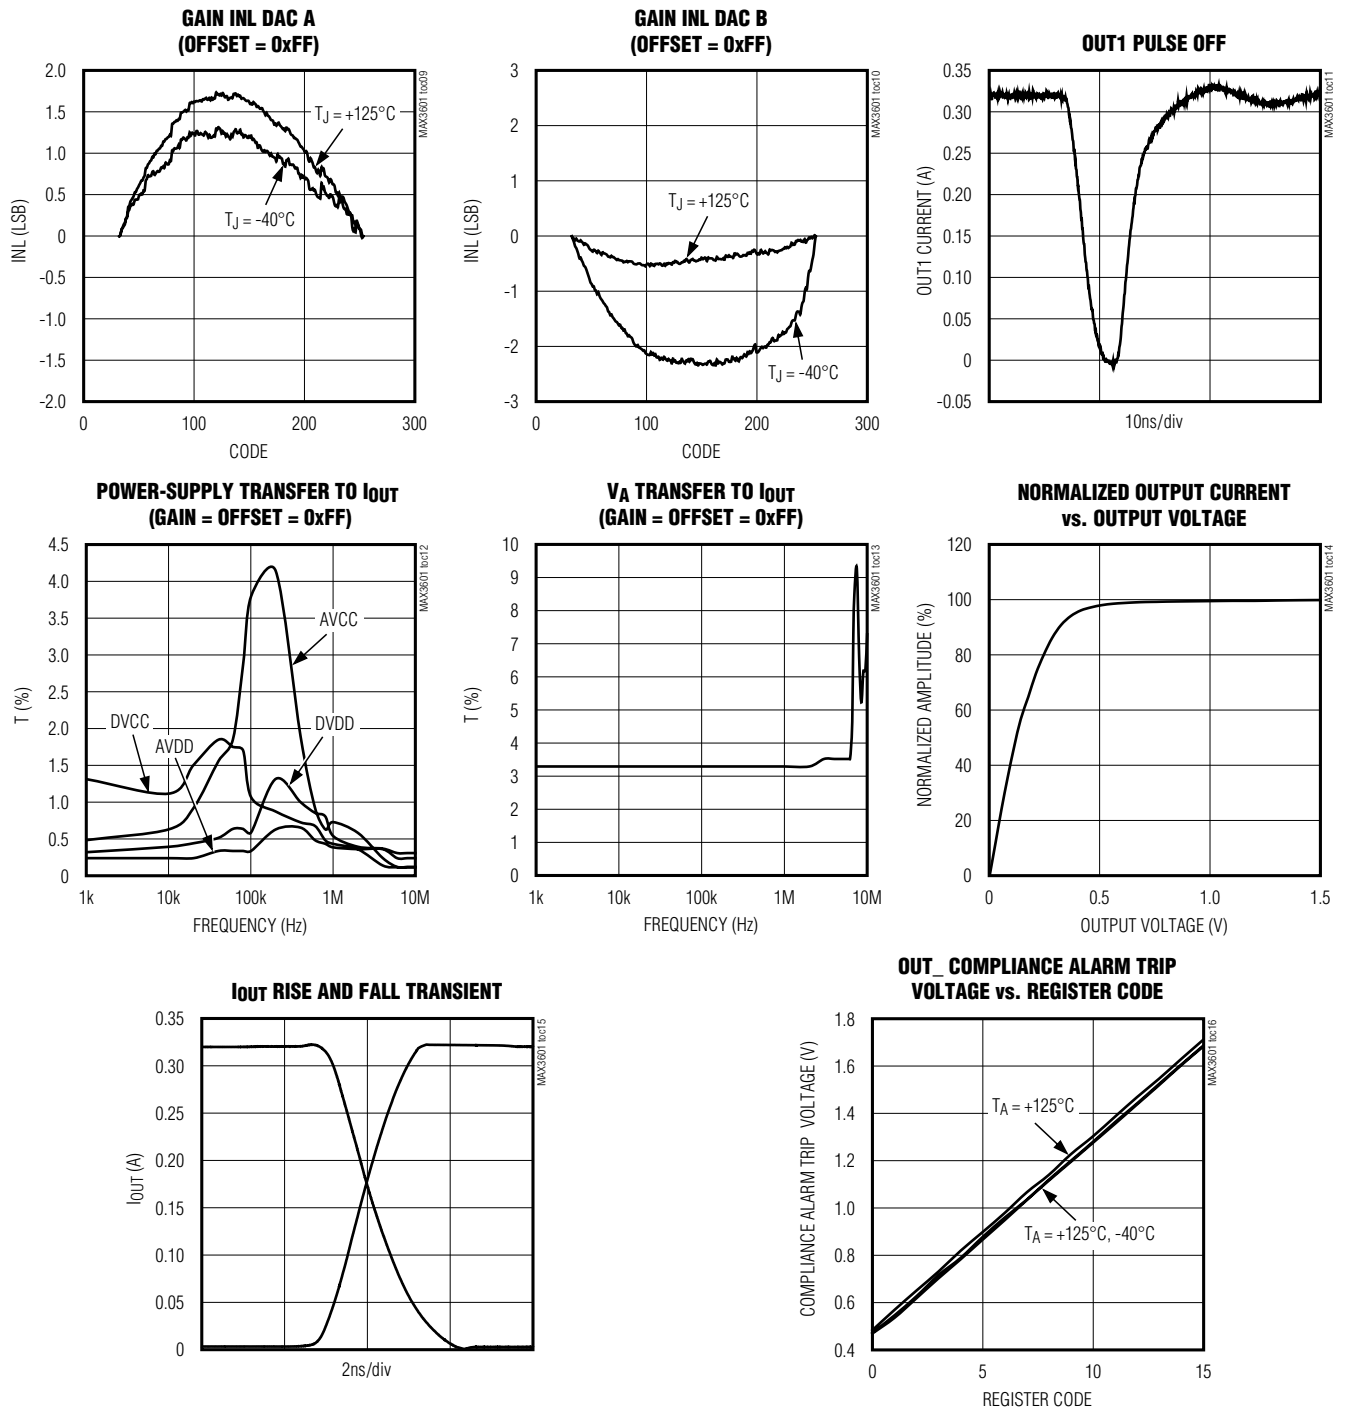 GAIN INL DAC A
(OFFSET = 0xFF)
INL (LSB)
2.0
1.5
1.0
0.5
0
-0.5
-1.0
-1.5
-2.0
TJ = +125°C
TJ = -40°C
0
100
200
300
CODE
MAX3601 toc09
GAIN INL DAC B
(OFFSET = 0xFF)
INL (LSB)
3
2
1
0
-1
-2
-3
TJ = +125°C
TJ = -40°C
0
100
200
300
CODE
MAX3601 toc10
OUT1 PULSE OFF
OUT1 CURRENT (A)
0.35
0.30
0.25
0.20
0.15
0.10
0.05
0
-0.05
10ns/div
MAX3601 toc11
POWER-SUPPLY TRANSFER TO IOUT
(GAIN = OFFSET = 0xFF)
T (%)
4.5
4.0
3.5
3.0
2.5
2.0
1.5
1.0
0.5
0
AVCC
DVCC
AVDD
DVDD
1k
10k
100k
1M
10M
FREQUENCY (Hz)
MAX3601 toc12
VA TRANSFER TO IOUT
(GAIN = OFFSET = 0xFF)
T (%)
10
9
8
7
6
5
4
3
2
1
0
1k
10k
100k
1M
10M
FREQUENCY (Hz)
MAX3601 toc13
NORMALIZED OUTPUT CURRENT
vs. OUTPUT VOLTAGE
NORMALIZED AMPLITUDE (%)
120
100
80
60
40
20
0
0
0.5
1.0
1.5
OUTPUT VOLTAGE (V)
MAX3601 toc14
IOUT RISE AND FALL TRANSIENT
IOUT (A)
0.35
0.30
0.25
0.20
0.15
0.10
0.05
0
2ns/div
MAX3601 toc15
OUT_ COMPLIANCE ALARM TRIP
VOLTAGE vs. REGISTER CODE
COMPLIANCE ALARM TRIP VOLTAGE (V)
1.8
1.6
1.4
1.2
1.0
0.8
0.6
0.4
TA = +125°C
TA = +125°C, -40°C
0
5
10
15
REGISTER CODE
MAX3601 toc16